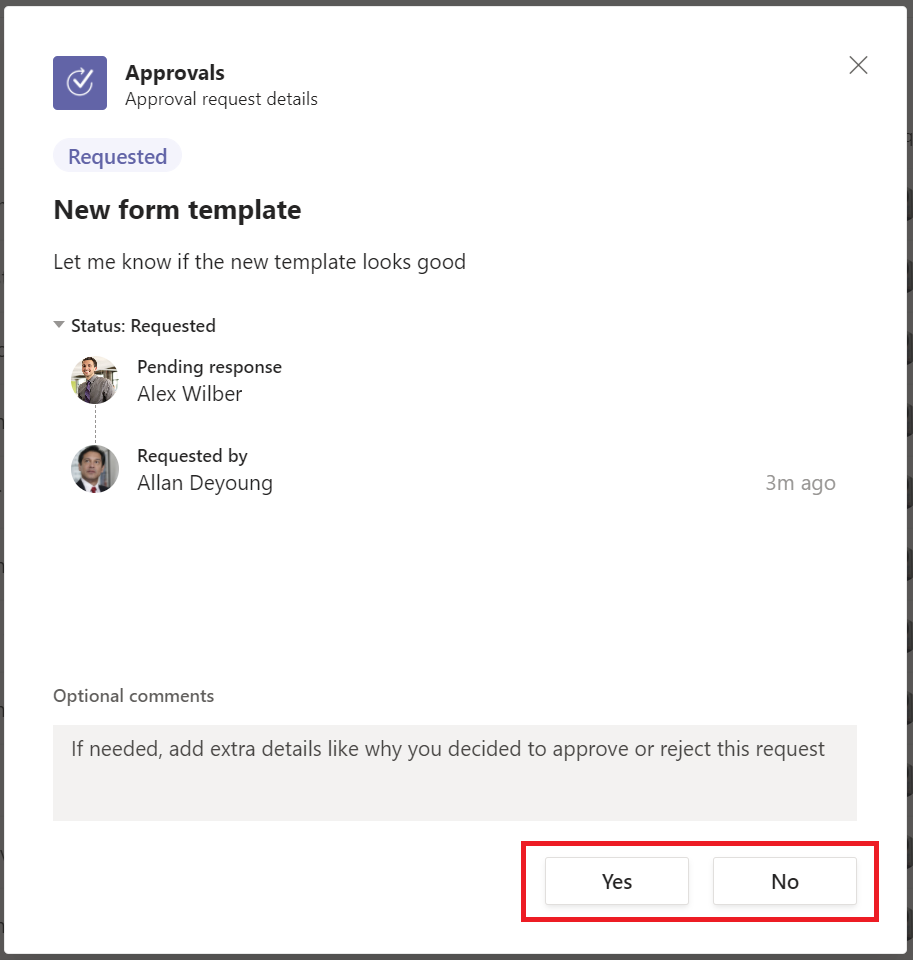 Approvals
Approval request details
Requested
New form template
Let me know if the new template looks good
Status: Requested
Pending response
Alex Wilber
Requested by
Allan Deyoung
3m ago
Optional comments
If needed, add extra details like why you decided to approve or reject this request
Yes
No